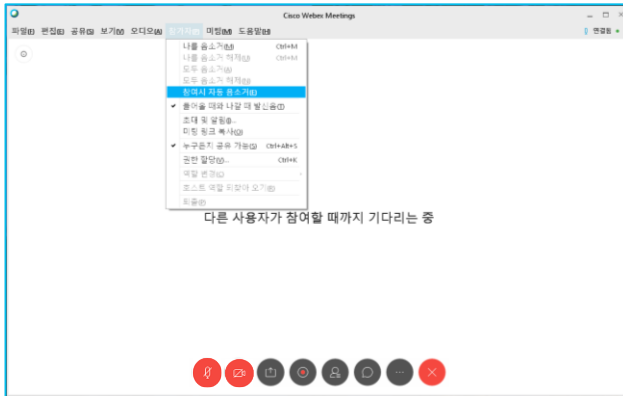 Cisco Webex Meetings
파일(F) 편집(E) 공유(S) 보기(V) 오디오(A) 참가자(P) 미팅(M) 도움말(H)
연결됨
나를 음소거(M) Ctrl+M
나를 음소거 해제(U) Ctrl+M
모두 음소거(A)
모두 음소거 해제(N)
참여시 자동 음소거(E)
들어올 때와 나갈 때 발신음(T)
초대 및 알림(I)...
미팅 링크 복사(O)
누구든지 공유 가능(S) Ctrl+Alt+S
권한 할당(V)... Ctrl+K
역할 변경(C)
호스트 역할 되찾아 오기(R)
퇴출(P)
다른 사용자가 참여할 때까지 기다리는 중